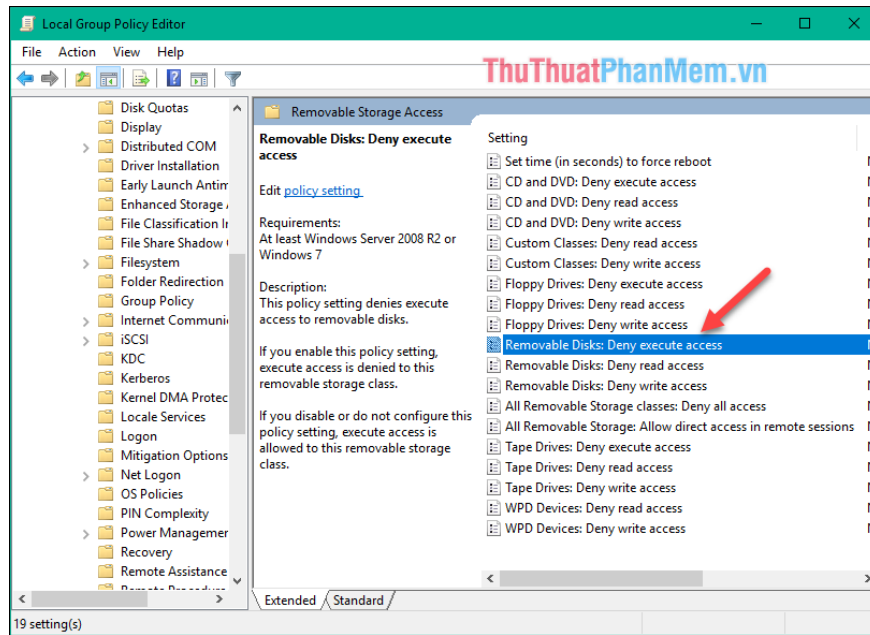 Local Group Policy Editor
File Action View Help
ThuThuatPhanMem.vn
Disk Quotas
Display
Distributed COM
Driver Installation
Early Launch Antim
Enhanced Storage
File Classification In
File Share Shadow
Filesystem
Folder Redirection
Group Policy
Internet Communi
iSCSI
KDC
Kerberos
Kernel DMA Protec
Locale Services
Logon
Mitigation Options
Net Logon
OS Policies
PIN Complexity
Power Managemer
Recovery
Remote Assistance
Removable Storage Access
Removable Disks: Deny execute
access
Edit policy setting
Requirements:
At least Windows Server 2008 R2 or
Windows 7
Description:
This policy setting denies execute
access to removable disks.
If you enable this policy setting,
execute access is denied to this
removable storage class.
If you disable or do not configure this
policy setting, execute access is
allowed to this removable storage
class.
Setting
Set time (in seconds) to force reboot
CD and DVD: Deny execute access
CD and DVD: Deny read access
CD and DVD: Deny write access
Custom Classes: Deny read access
Custom Classes: Deny write access
Floppy Drives: Deny execute access
Floppy Drives: Deny read access
Floppy Drives: Deny write access
Removable Disks: Deny execute access
Removable Disks: Deny read access
Removable Disks: Deny write access
All Removable Storage classes: Deny all access
All Removable Storage: Allow direct access in remote sessions
Tape Drives: Deny execute access
Tape Drives: Deny read access
Tape Drives: Deny write access
WPD Devices: Deny read access
WPD Devices: Deny write access
Extended Standard
19 setting(s)